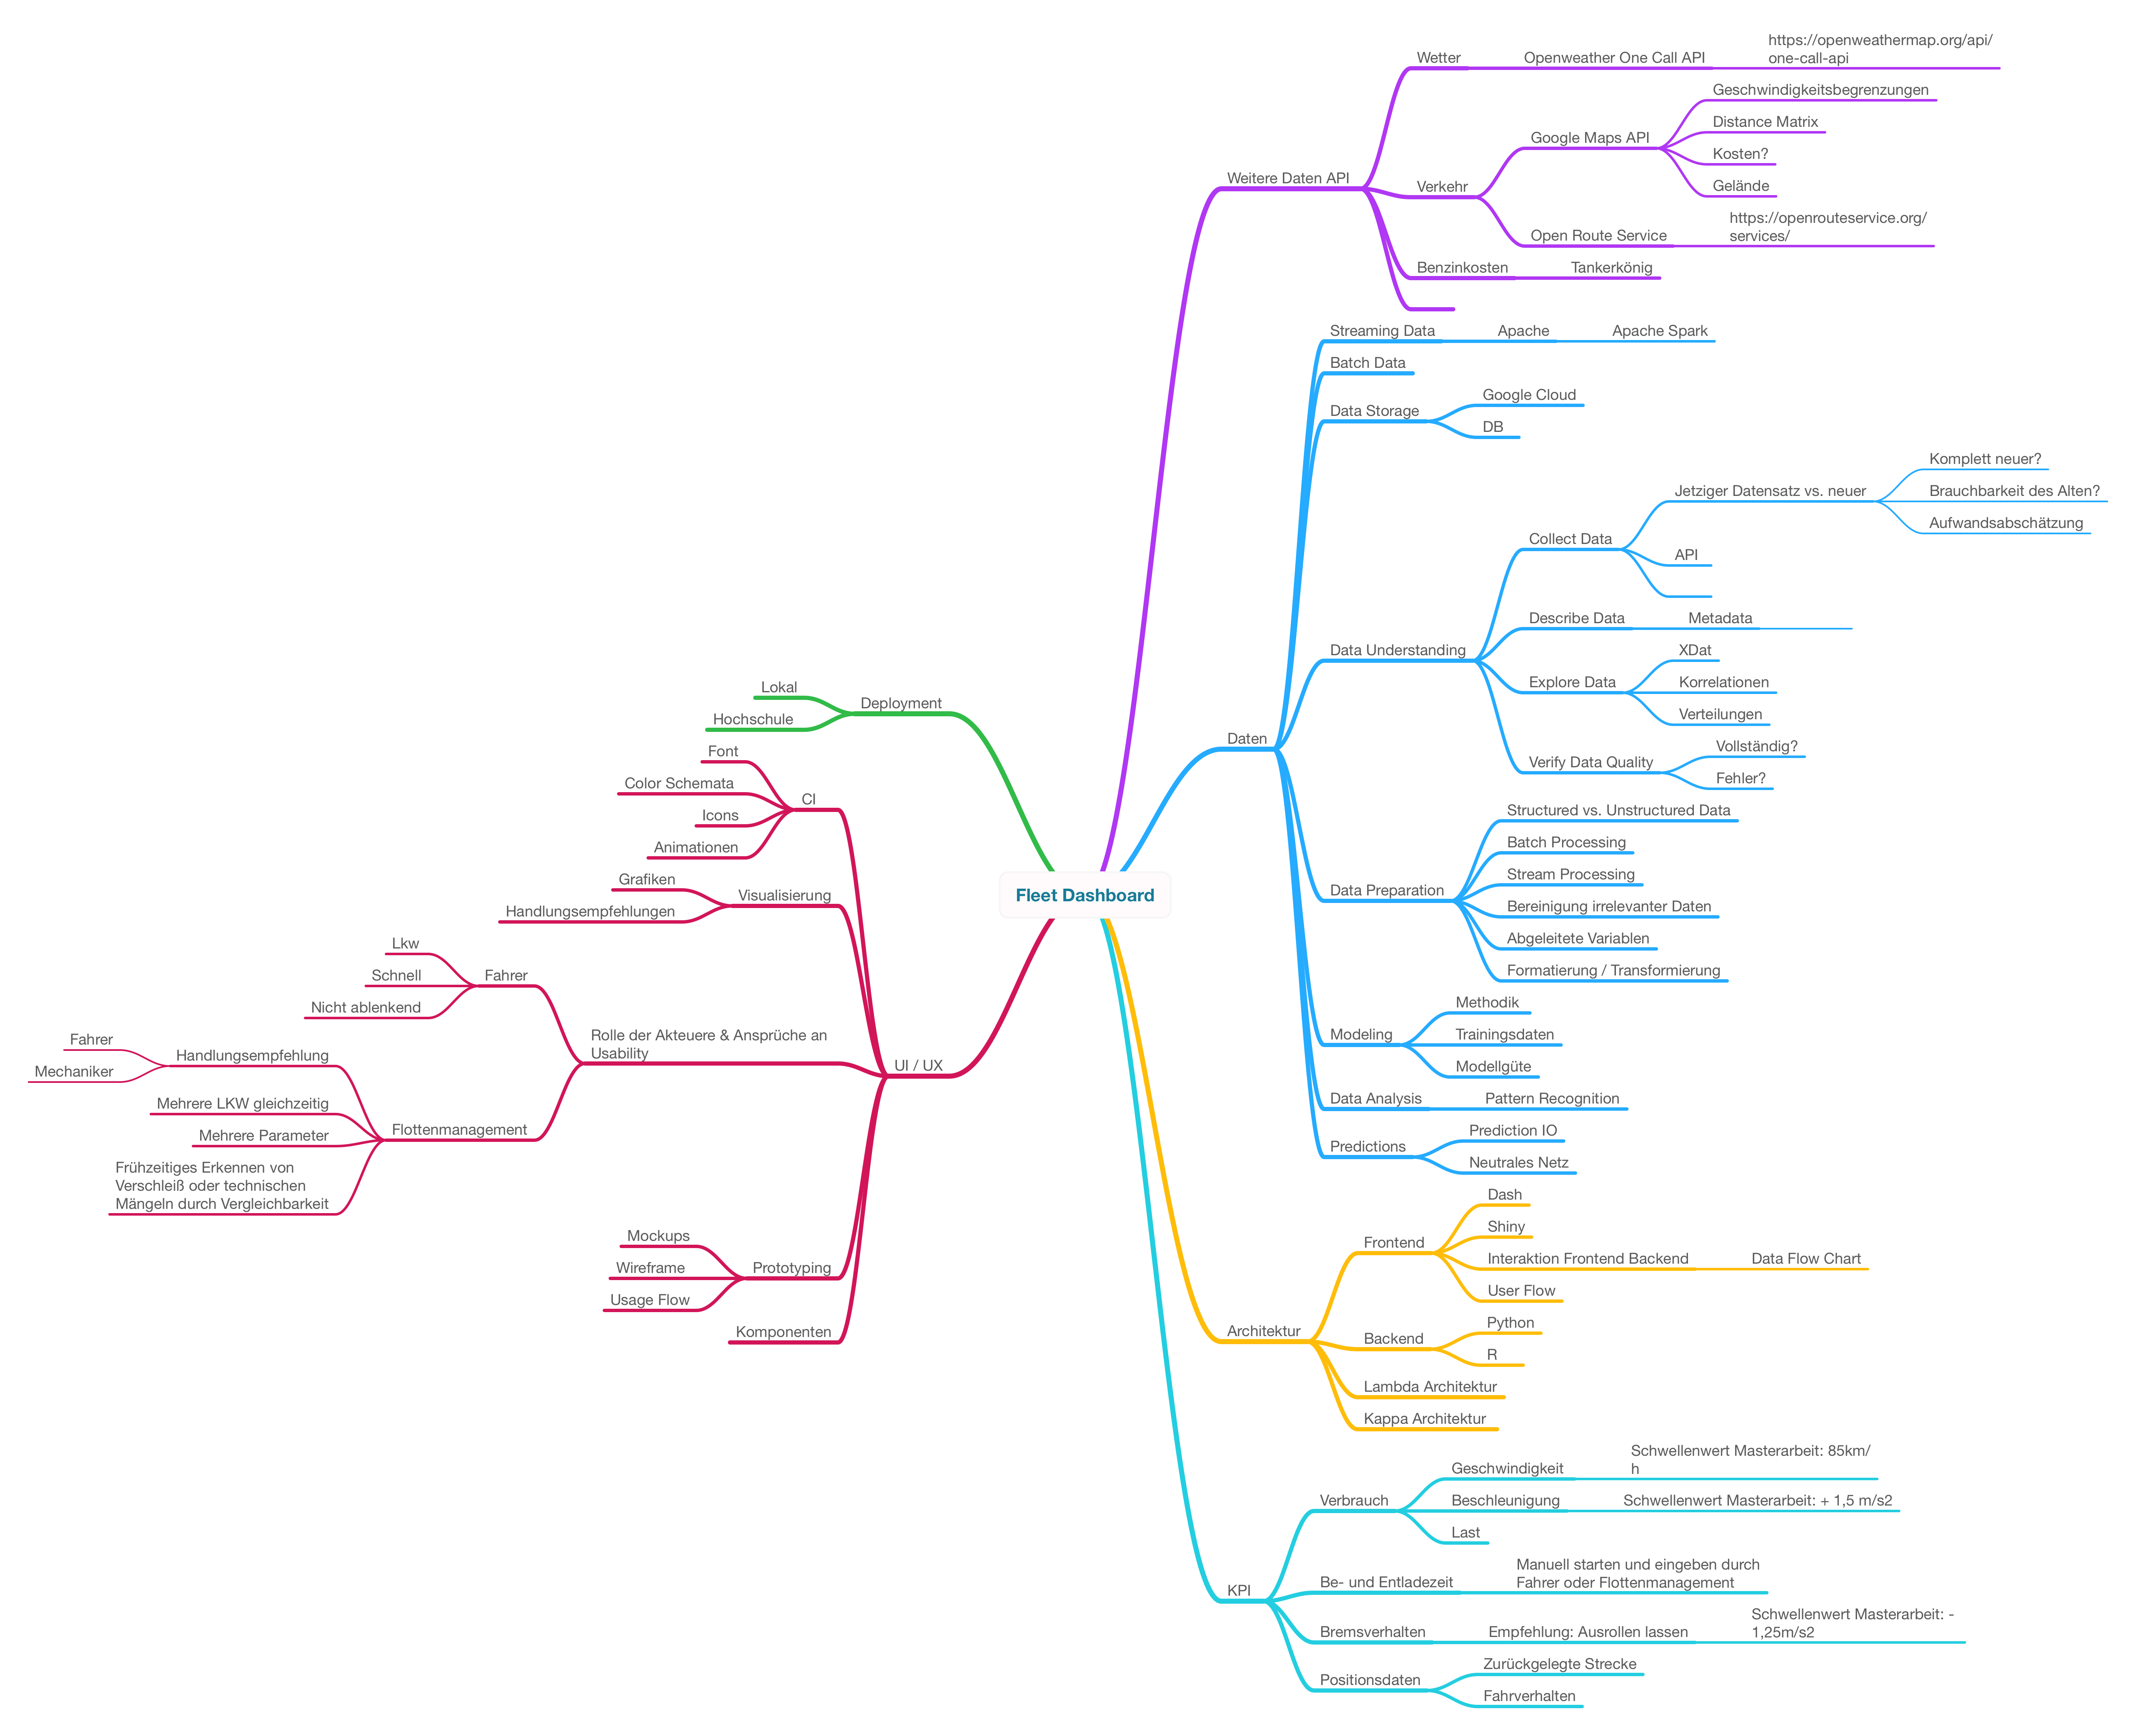 Fleet Dashboard
Weitere Daten API
Wetter
Openweather One Call API
https://openweathermap.org/api/
one-call-api
Verkehr
Google Maps API
Geschwindigkeitsbegrenzungen
Distance Matrix
Kosten?
Gelände
Open Route Service
https://openrouteservice.org/
services/
Benzinkosten
Tankerkönig
Daten
Streaming Data
Apache
Apache Spark
Batch Data
Data Storage
Google Cloud
DB
Data Understanding
Collect Data
Jetziger Datensatz vs. neuer
Komplett neuer?
Brauchbarkeit des Alten?
Aufwandsabschätzung
API
Describe Data
Metadata
Explore Data
XDat
Korrelationen
Verteilungen
Verify Data Quality
Vollständig?
Fehler?
Data Preparation
Structured vs. Unstructured Data
Batch Processing
Stream Processing
Bereinigung irrelevanter Daten
Abgeleitete Variablen
Formatierung / Transformierung
Modeling
Methodik
Trainingsdaten
Modellgüte
Data Analysis
Pattern Recognition
Predictions
Prediction IO
Neutrales Netz
Architektur
Frontend
Dash
Shiny
Interaktion Frontend Backend
Data Flow Chart
User Flow
Backend
Python
R
Lambda Architektur
Kappa Architektur
KPI
Verbrauch
Geschwindigkeit
Schwellenwert Masterarbeit: 85km/
h
Beschleunigung
Schwellenwert Masterarbeit: + 1,5 m/s2
Last
Be- und Entladezeit
Manuell starten und eingeben durch
Fahrer oder Flottenmanagement
Bremsverhalten
Empfehlung: Ausrollen lassen
Schwellenwert Masterarbeit: -
1,25m/s2
Positionsdaten
Zurückgelegte Strecke
Fahrverhalten
Deployment
Lokal
Hochschule
UI / UX
CI
Font
Color Schemata
Icons
Animationen
Visualisierung
Grafiken
Handlungsempfehlungen
Rolle der Akteuere & Ansprüche an
Usability
Fahrer
Lkw
Schnell
Nicht ablenkend
Flottenmanagement
Handlungsempfehlung
Fahrer
Mechaniker
Mehrere LKW gleichzeitig
Mehrere Parameter
Frühzeitiges Erkennen von
Verschleiß oder technischen
Mängeln durch Vergleichbarkeit
Prototyping
Mockups
Wireframe
Usage Flow
Komponenten